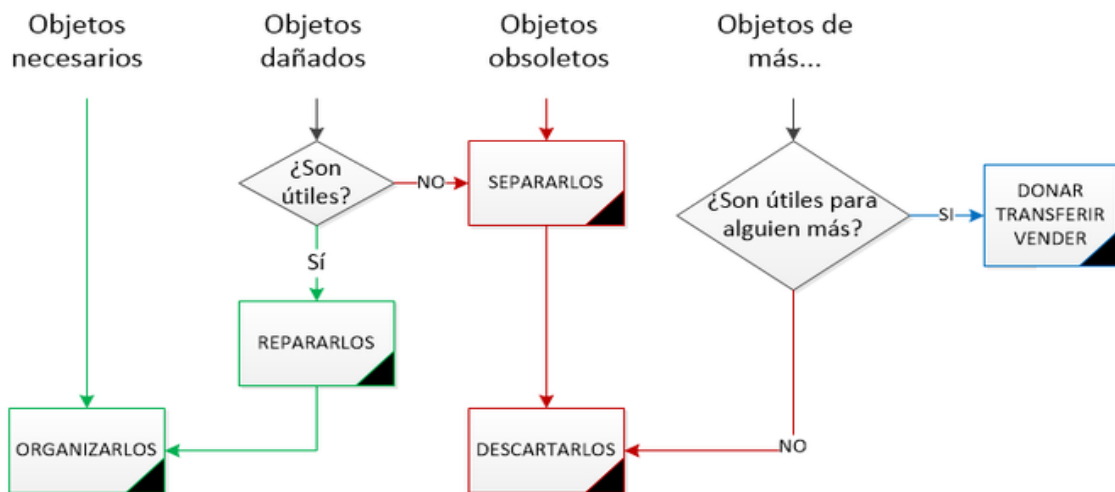 Objetos
necesarios
Objetos
dañados
Objetos
obsoletos
Objetos de
más...
¿Son
útiles?
NO
SEPARARLOS
¿Son útiles para
alguien más?
SI
DONAR
TRANSFERIR
VENDER
Sí
REPARARLOS
ORGANIZARLOS
DESCARTARLOS
NO